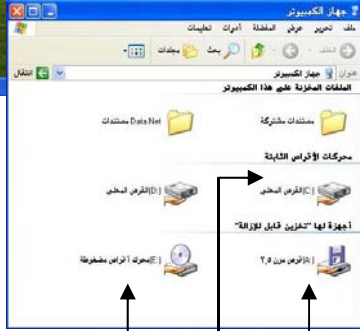 جهاز الكمبيوتر
ملف تحرير عرض المفضلة أدوات تعليمات
بحث مجلدات
عنوان جهاز الكمبيوتر انتقال
الملفات المخزنة على هذا الكمبيوتر
مستندات مشتركة
مستندات Data Net
محركات الأقراص الثابتة
القرص المحلي (C:)
القرص المحلي (D:)
أجهزة لها "تخزين قابل للإزالة"
قرص مرن ٣,٥ (A:)
محرك أقراص مضغوطة (E:)